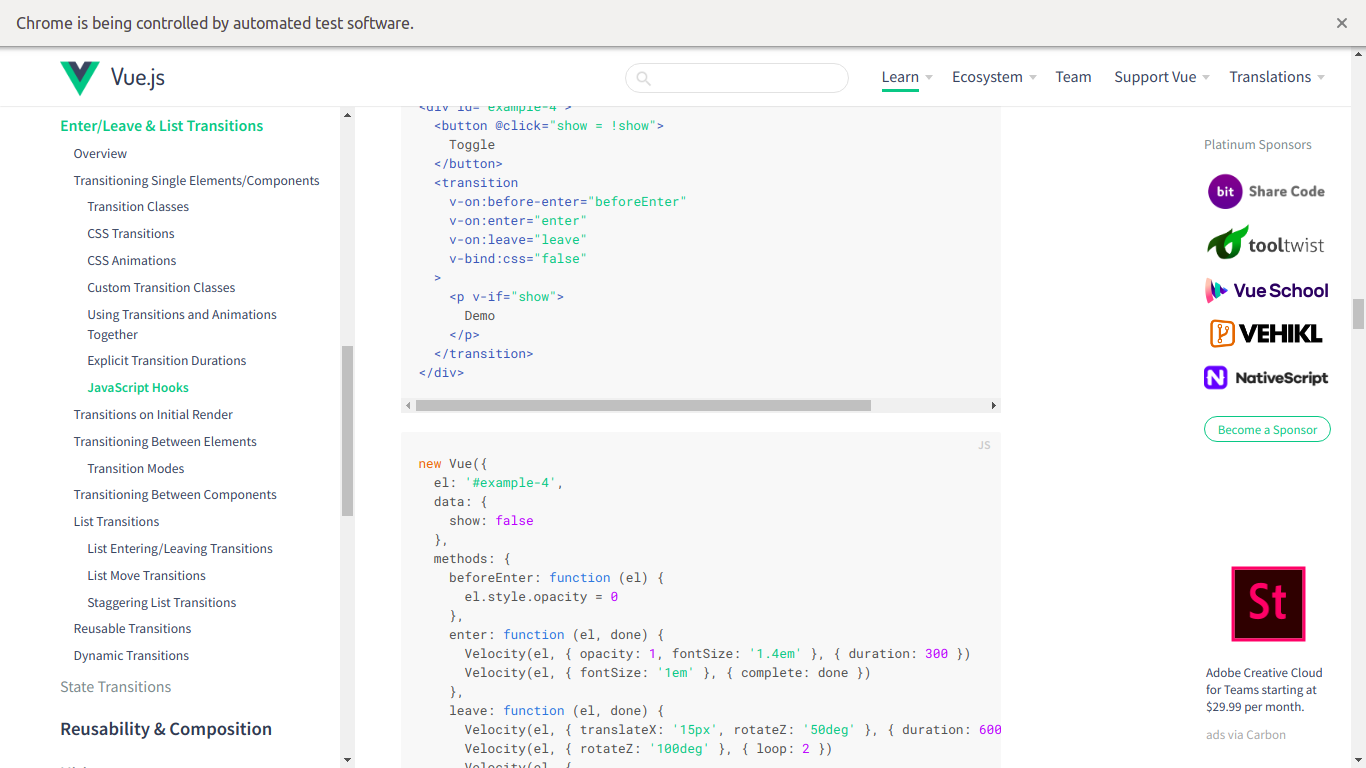 Chrome is being controlled by automated test software.
Vue.js
Learn
Ecosystem
Team
Support Vue
Translations
Enter/Leave & List Transitions
Overview
Transitioning Single Elements/Components
Transition Classes
CSS Transitions
CSS Animations
Custom Transition Classes
Using Transitions and Animations
Together
Explicit Transition Durations
JavaScript Hooks
Transitions on Initial Render
Transitioning Between Elements
Transition Modes
Transitioning Between Components
List Transitions
List Entering/Leaving Transitions
List Move Transitions
Staggering List Transitions
Reusable Transitions
Dynamic Transitions
State Transitions
Reusability & Composition
<div id="example-4">
<button @click="show = !show">
Toggle
</button>
<transition
v-on:before-enter="beforeEnter"
v-on:enter="enter"
v-on:leave="leave"
v-bind:css="false"
>
<p v-if="show">
Demo
</p>
</transition>
</div>
JS
new Vue({
el: '#example-4',
data: {
show: false
},
methods: {
beforeEnter: function (el) {
el.style.opacity = 0
},
enter: function (el, done) {
Velocity(el, { opacity: 1, fontSize: '1.4em' }, { duration: 300 })
Velocity(el, { fontSize: '1em' }, { complete: done })
},
leave: function (el, done) {
Velocity(el, { translateX: '15px', rotateZ: '50deg' }, { duration: 600
Velocity(el, { rotateZ: '100deg' }, { loop: 2 })
Velocity(el, {
Platinum Sponsors
bit Share Code
tooltwist
Vue School
VEHIKL
N NativeScript
Become a Sponsor
St
Adobe Creative Cloud
for Teams starting at
$29.99 per month.
ads via Carbon